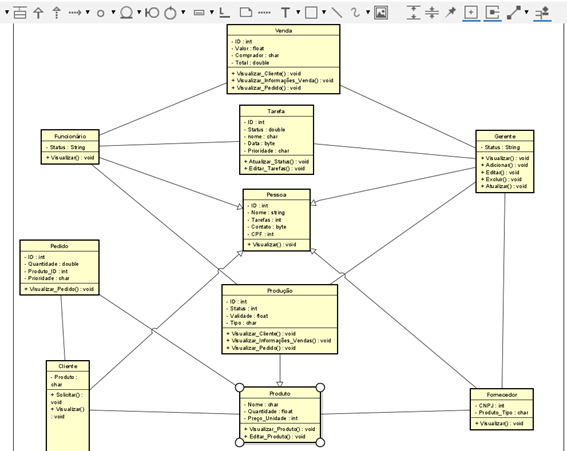 Venda
- ID : int
- Valor : float
- Comprador : char
- Total : double
+ Visualizar_Cliente() : void
+ Visualizar_Informações_Venda() : void
+ Visualizar_Pedido() : void
Tarefa
- ID : int
- Status : double
- nome : char
- Data : byte
- Prioridade : char
+ Atualizar_Status() : void
+ Editar_Tarefas() : void
Funcionário
- Status : String
+ Visualizar() : void
Gerente
- Status : String
+ Visualizar() : void
+ Adicionar() : void
+ Editar() : void
+ Excluir() : void
+ Atualizar() : void
Pessoa
- ID : int
- Nome : string
- Tarefas : int
- Contato : byte
- CPF : int
+ Visualizar() : void
Pedido
- ID : int
- Quantidade : double
- Produto_ID : int
- Prioridade : char
+ Visualizar_Pedido() : void
Produção
- ID : int
- Status : int
- Validade : float
- Tipo : char
+ Visualizar_Cliente() : void
+ Visualizar_Informações_Vendas() : void
+ Visualizar_Pedido() : void
Cliente
- Produto :
char
+ Solicitar() :
void
+ Visualizar()
: void
Produto
- Nome : char
- Quantidade : float
- Preço_Unidade : int
+ Visualizar_Produto() : void
+ Editar_Produto() : void
Fornecedor
- CNPJ : int
- Produto_Tipo : char
+ Visualizar() : void